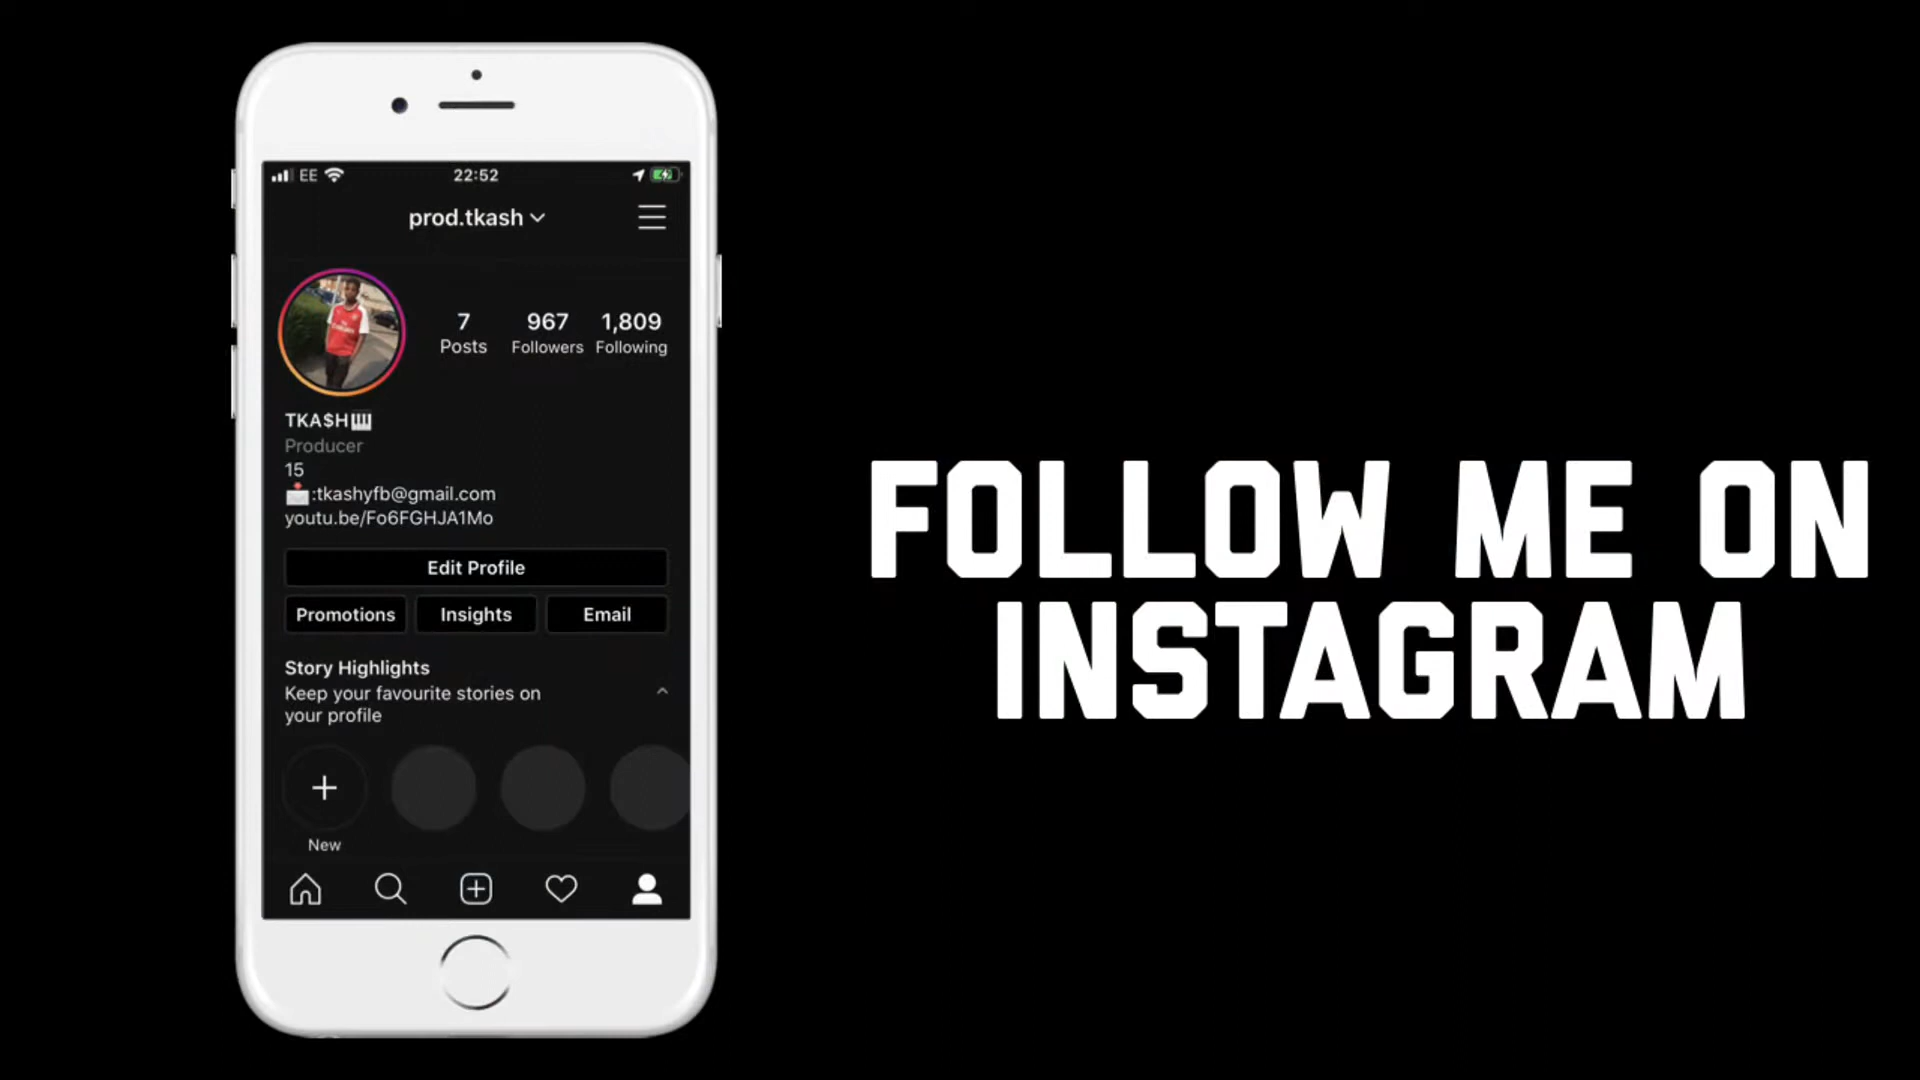 EE
22:52
prod.tkash
7
967
1,809
Posts
Followers
Following
TKA$H🎹
Producer
15
📩:tkashyfb@gmail.com
youtu.be/Fo6FGHJA1Mo
Edit Profile
Promotions
Insights
Email
Story Highlights
Keep your favourite stories on
your profile
New
FOLLOW ME ON
INSTAGRAM